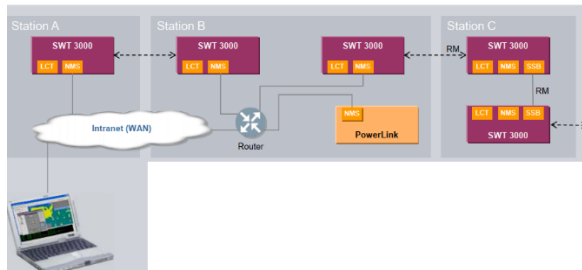 Station A
Station B
Station C
SWT 3000
LCT NMS
SWT 3000
LCT NMS
SWT 3000
LCT NMS
RM
SWT 3000
LCT NMS SSB
RM
LCT NMS SSB
SWT 3000
Intranet (WAN)
Router
NMS
PowerLink